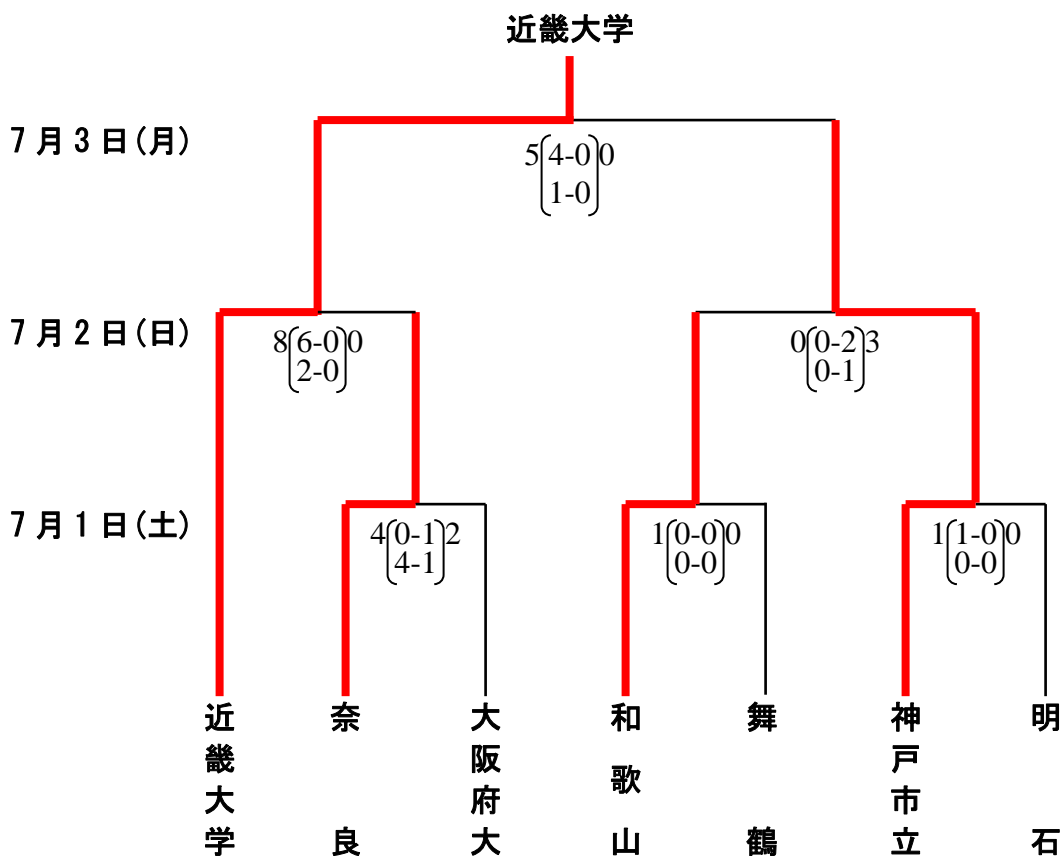 近畿大学
7月3日(月)
5(4-0)0
1-0
7月2日(日)
8(6-0)0
2-0
0(0-2)3
0-1
7月1日(土)
4(0-1)2
4-1
1(0-0)0
0-0
1(1-0)0
0-0
近畿大学
奈良
大阪府大
和歌山
舞鶴
神戸市立
明石